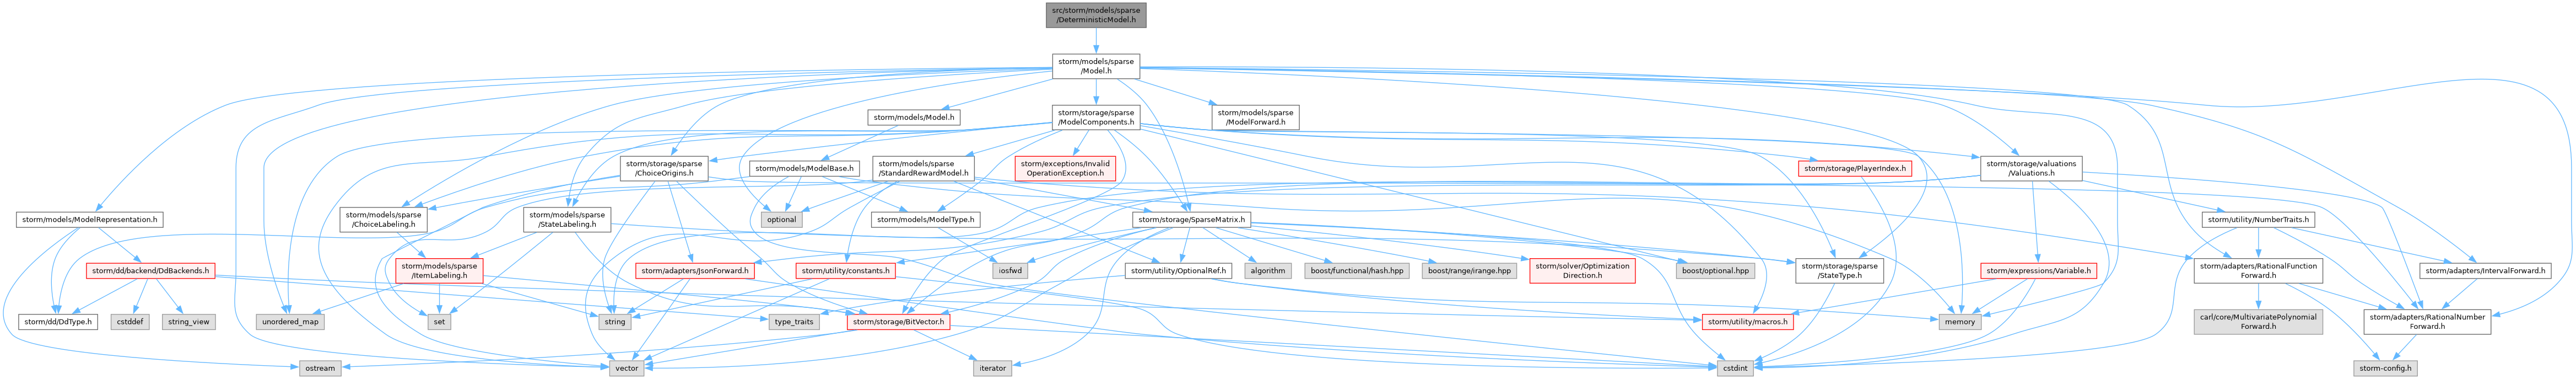 src/storm/models/sparse
/DeterministicModel.h
storm/models/sparse
/Model.h
storm/models/Model.h
storm/storage/sparse
/ModelComponents.h
storm/models/sparse
/ModelForward.h
storm/storage/sparse
/ChoiceOrigins.h
storm/models/ModelBase.h
storm/models/sparse
/StandardRewardModel.h
storm/exceptions/Invalid
OperationException.h
storm/storage/PlayerIndex.h
storm/storage/valuations
/Valuations.h
storm/models/ModelRepresentation.h
storm/models/sparse
/ChoiceLabeling.h
storm/models/sparse
/StateLabeling.h
optional
storm/models/ModelType.h
storm/storage/SparseMatrix.h
storm/utility/NumberTraits.h
storm/dd/backend/DdBackends.h
storm/models/sparse
/ItemLabeling.h
storm/adapters/JsonForward.h
storm/utility/constants.h
iosfwd
storm/utility/OptionalRef.h
algorithm
boost/functional/hash.hpp
boost/range/irange.hpp
storm/solver/Optimization
Direction.h
boost/optional.hpp
storm/storage/sparse
/StateType.h
storm/expressions/Variable.h
storm/adapters/RationalFunction
Forward.h
storm/adapters/IntervalForward.h
storm/dd/DdType.h
cstddef
string_view
unordered_map
set
string
type_traits
storm/storage/BitVector.h
storm/utility/macros.h
memory
carl/core/MultivariatePolynomial
Forward.h
storm/adapters/RationalNumber
Forward.h
ostream
vector
iterator
cstdint
storm-config.h